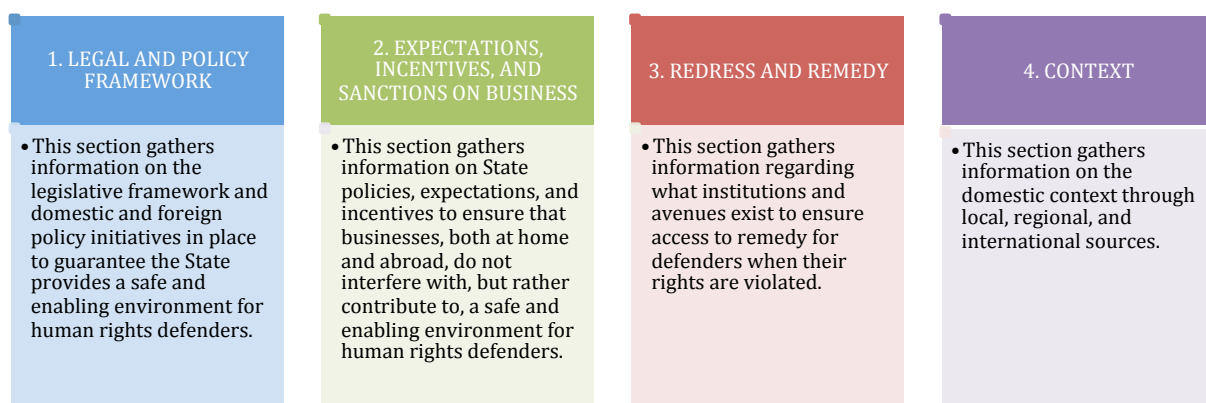 1. LEGAL AND POLICY
FRAMEWORK
• This section gathers
information on the
legislative framework and
domestic and foreign
policy initiatives in place
to guarantee the State
provides a safe and
enabling environment for
human rights defenders.
2. EXPECTATIONS,
INCENTIVES, AND
SANCTIONS ON BUSINESS
• This section gathers
information on State
policies, expectations, and
incentives to ensure that
businesses, both at home
and abroad, do not
interfere with, but rather
contribute to, a safe and
enabling environment for
human rights defenders.
3. REDRESS AND REMEDY
• This section gathers
information regarding
what institutions and
avenues exist to ensure
access to remedy for
defenders when their
rights are violated.
4. CONTEXT
• This section gathers
information on the
domestic context through
local, regional, and
international sources.